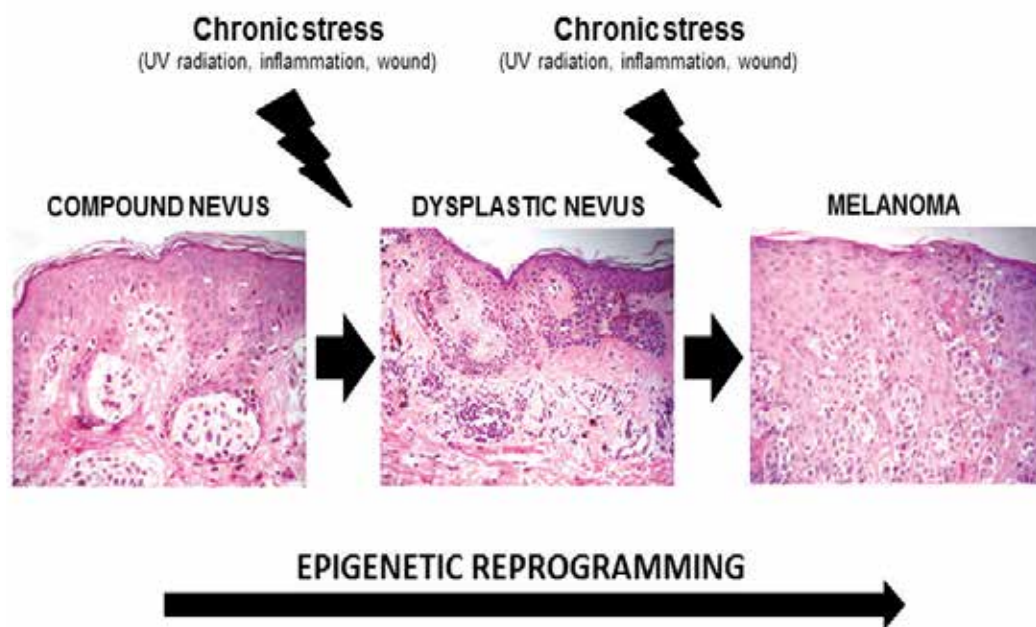 Chronic stress
(UV radiation, inflammation, wound)
Chronic stress
(UV radiation, inflammation, wound)
COMPOUND NEVUS
DYSPLASTIC NEVUS
MELANOMA
EPIGENETIC REPROGRAMMING